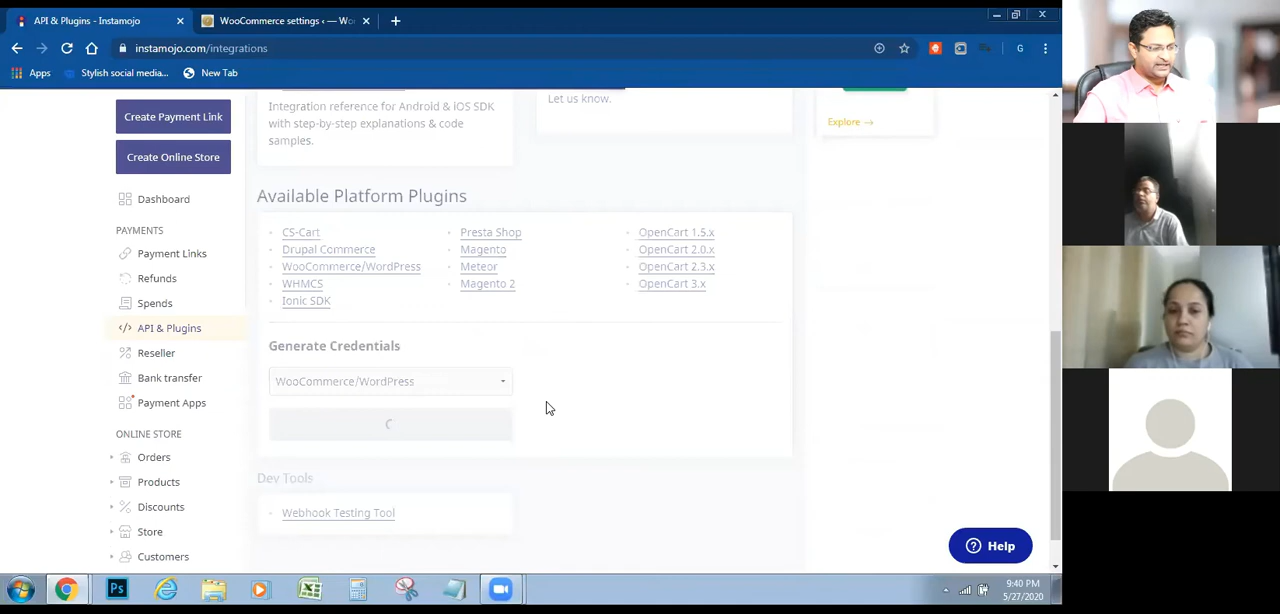 API & Plugins - Instamojo
WooCommerce settings ‹ — Wo
instamojo.com/integrations
G
Apps
Stylish social media...
New Tab
Create Payment Link
Create Online Store
Dashboard
PAYMENTS
Payment Links
Refunds
Spends
API & Plugins
Reseller
Bank transfer
Payment Apps
ONLINE STORE
Orders
Products
Discounts
Store
Customers
Integration reference for Android & iOS SDK
with step-by-step explanations & code
samples.
Let us know.
Explore →
Available Platform Plugins
CS-Cart
Drupal Commerce
WooCommerce/WordPress
WHMCS
Ionic SDK
Presta Shop
Magento
Meteor
Magento 2
OpenCart 1.5.x
OpenCart 2.0.x
OpenCart 2.3.x
OpenCart 3.x
Generate Credentials
WooCommerce/WordPress
Dev Tools
Webhook Testing Tool
Help
Ps
9:40 PM
5/27/2020